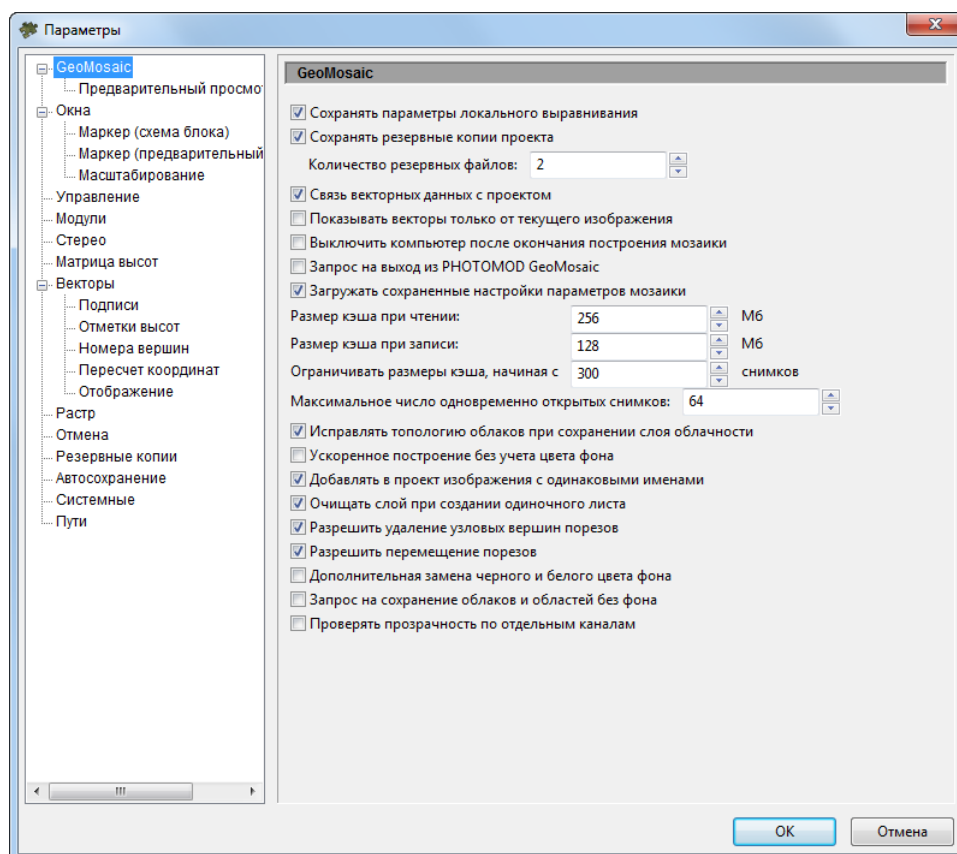 Параметры
GeoMosaic
Предварительный просмо
Окна
Маркер (схема блока)
Маркер (предварительный
Масштабирование
Управление
Модули
Стерео
Матрица высот
Векторы
Подписи
Отметки высот
Номера вершин
Пересчет координат
Отображение
Растр
Отмена
Резервные копии
Автосохранение
Системные
Пути
GeoMosaic
Сохранять параметры локального выравнивания
Сохранять резервные копии проекта
Количество резервных файлов: 2
Связь векторных данных с проектом
Показывать векторы только от текущего изображения
Выключить компьютер после окончания построения мозаики
Запрос на выход из PHOTOMOD GeoMosaic
Загружать сохраненные настройки параметров мозаики
Размер кэша при чтении: 256 Мб
Размер кэша при записи: 128 Мб
Ограничивать размеры кэша, начиная с 300 снимков
Максимальное число одновременно открытых снимков: 64
Исправлять топологию облаков при сохранении слоя облачности
Ускоренное построение без учета цвета фона
Добавлять в проект изображения с одинаковыми именами
Очищать слой при создании одиночного листа
Разрешить удаление узловых вершин порезов
Разрешить перемещение порезов
Дополнительная замена черного и белого цвета фона
Запрос на сохранение облаков и областей без фона
Проверять прозрачность по отдельным каналам
OK Отмена